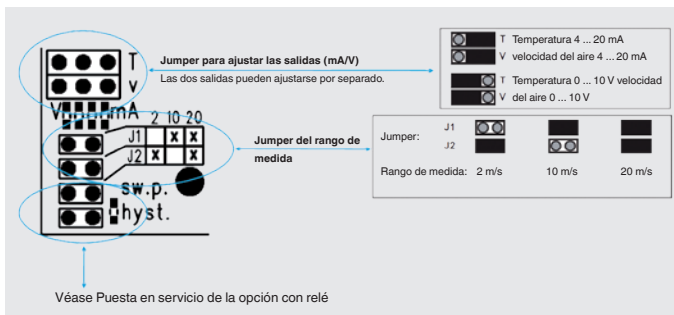 T
v
V mA
2 10 20
J1 x x
J2 x x
sw.p.
hyst.
Jumper para ajustar las salidas (mA/V)
Las dos salidas pueden ajustarse por separado.
T Temperatura 4 ... 20 mA
V velocidad del aire 4 ... 20 mA
T Temperatura 0 ... 10 V velocidad
V del aire 0 ... 10 V
Jumper del rango de
medida
Jumper:
J1
J2
Rango de medida: 2 m/s 10 m/s 20 m/s
Véase Puesta en servicio de la opción con relé